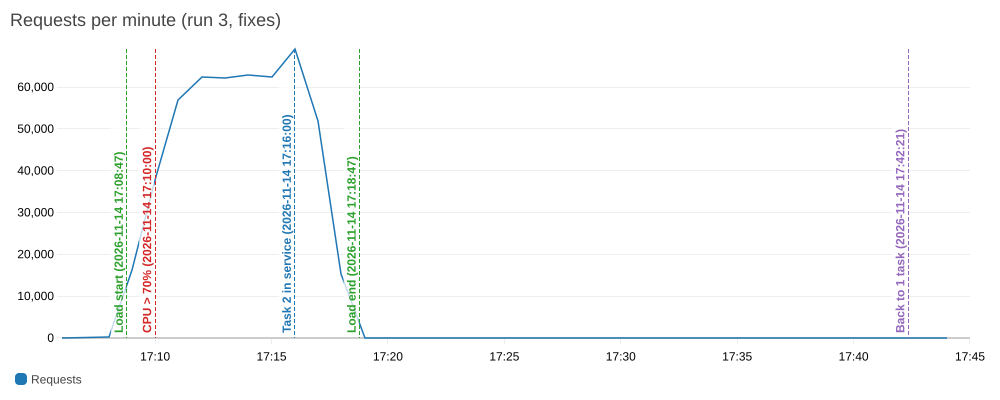 Requests per minute (run 3, fixes)
60,000
50,000
40,000
30,000
20,000
10,000
0
Load start (2026-11-14 17:08:47)
CPU > 70% (2026-11-14 17:10:00)
Task 2 in service (2026-11-14 17:16:00)
Load end (2026-11-14 17:18:47)
Back to 1 task (2026-11-14 17:42:21)
17:10
17:15
17:20
17:25
17:30
17:35
17:40
17:45
Requests